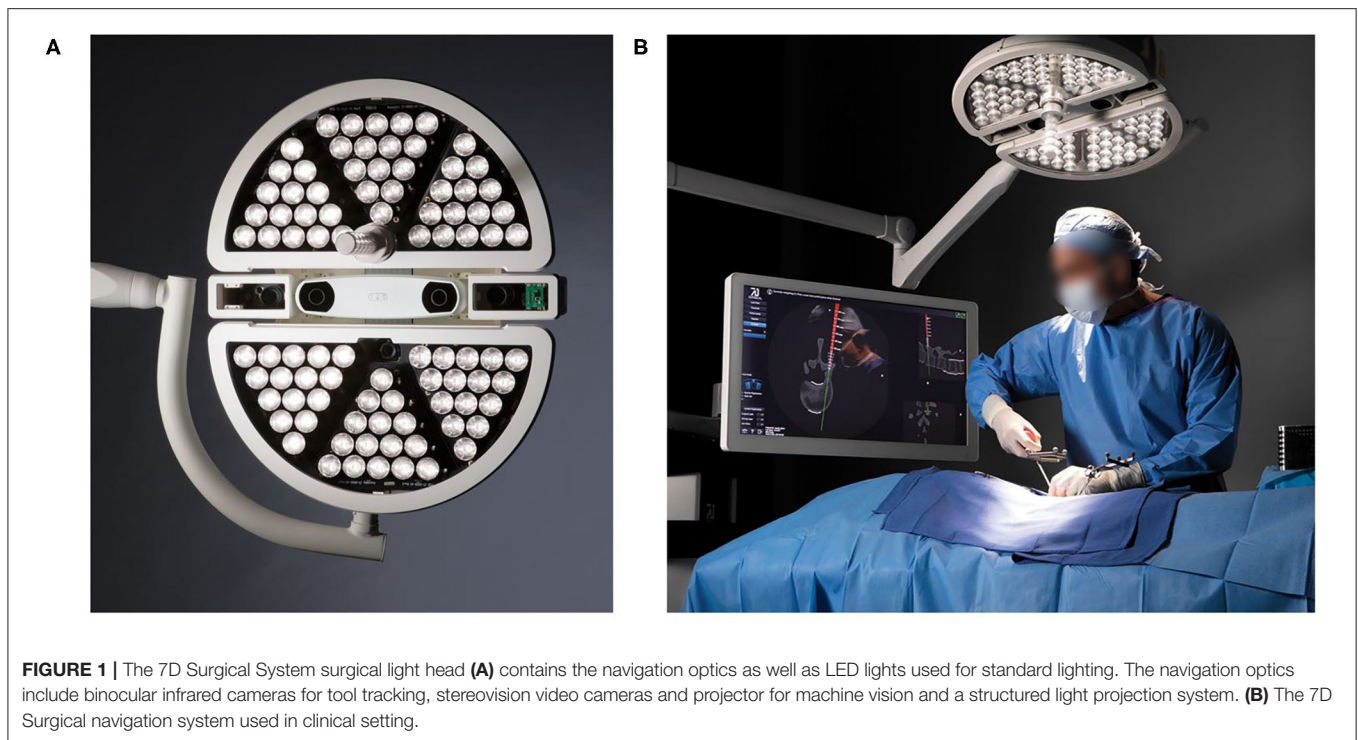 A
B
FIGURE 1 | The 7D Surgical System surgical light head (A) contains the navigation optics as well as LED lights used for standard lighting. The navigation optics
include binocular infrared cameras for tool tracking, stereovision video cameras and projector for machine vision and a structured light projection system. (B) The 7D
Surgical navigation system used in clinical setting.